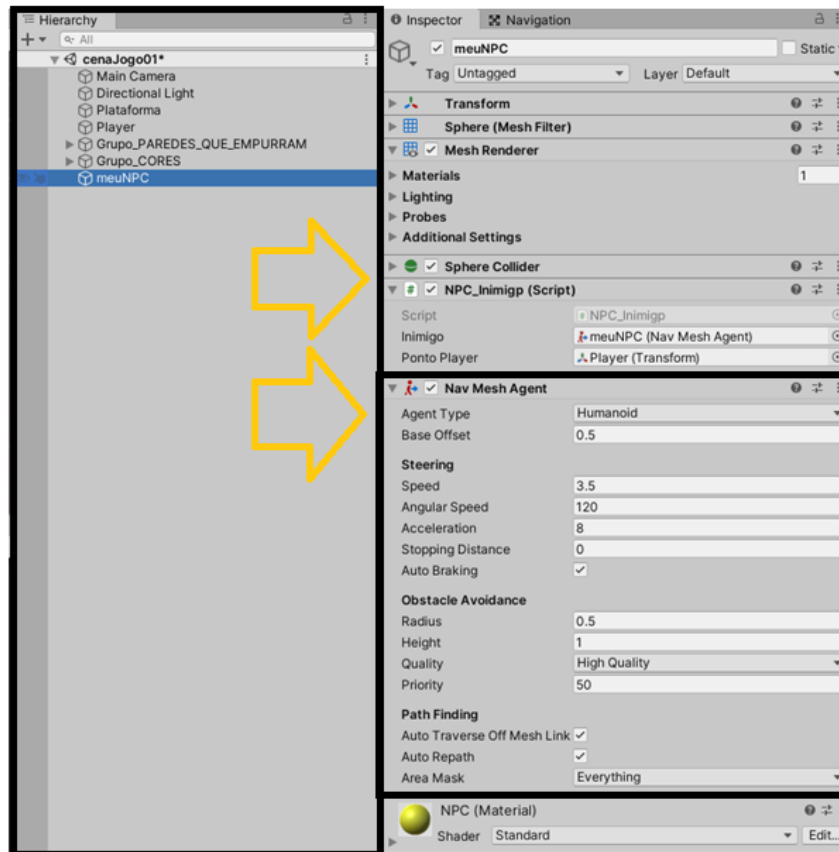 Hierarchy
All
cenaJogo01*
Main Camera
Directional Light
Plataforma
Player
Grupo_PAREDES_QUE_EMPURRAM
Grupo_CORES
meuNPC
Inspector Navigation
meuNPC Static
Tag Untagged Layer Default
Transform
Sphere (Mesh Filter)
Mesh Renderer
Materials 1
Lighting
Probes
Additional Settings
Sphere Collider
NPC_Inimigp (Script)
Script NPC_Inimigp
Inimigo meuNPC (Nav Mesh Agent)
Ponto Player Player (Transform)
Nav Mesh Agent
Agent Type Humanoid
Base Offset 0.5
Steering
Speed 3.5
Angular Speed 120
Acceleration 8
Stopping Distance 0
Auto Braking
Obstacle Avoidance
Radius 0.5
Height 1
Quality High Quality
Priority 50
Path Finding
Auto Traverse Off Mesh Link
Auto Repath
Area Mask Everything
NPC (Material)
Shader Standard Edit...